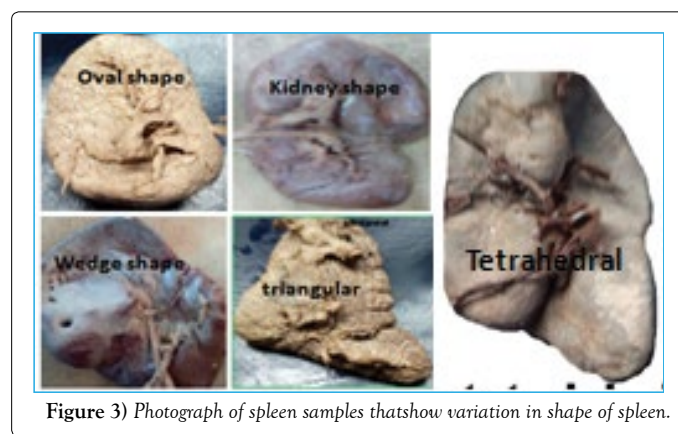 Oval shape
Kidney shape
Wedge shape
triangular
Tetrahedral
Figure 3) Photograph of spleen samples thatshow variation in shape of spleen.